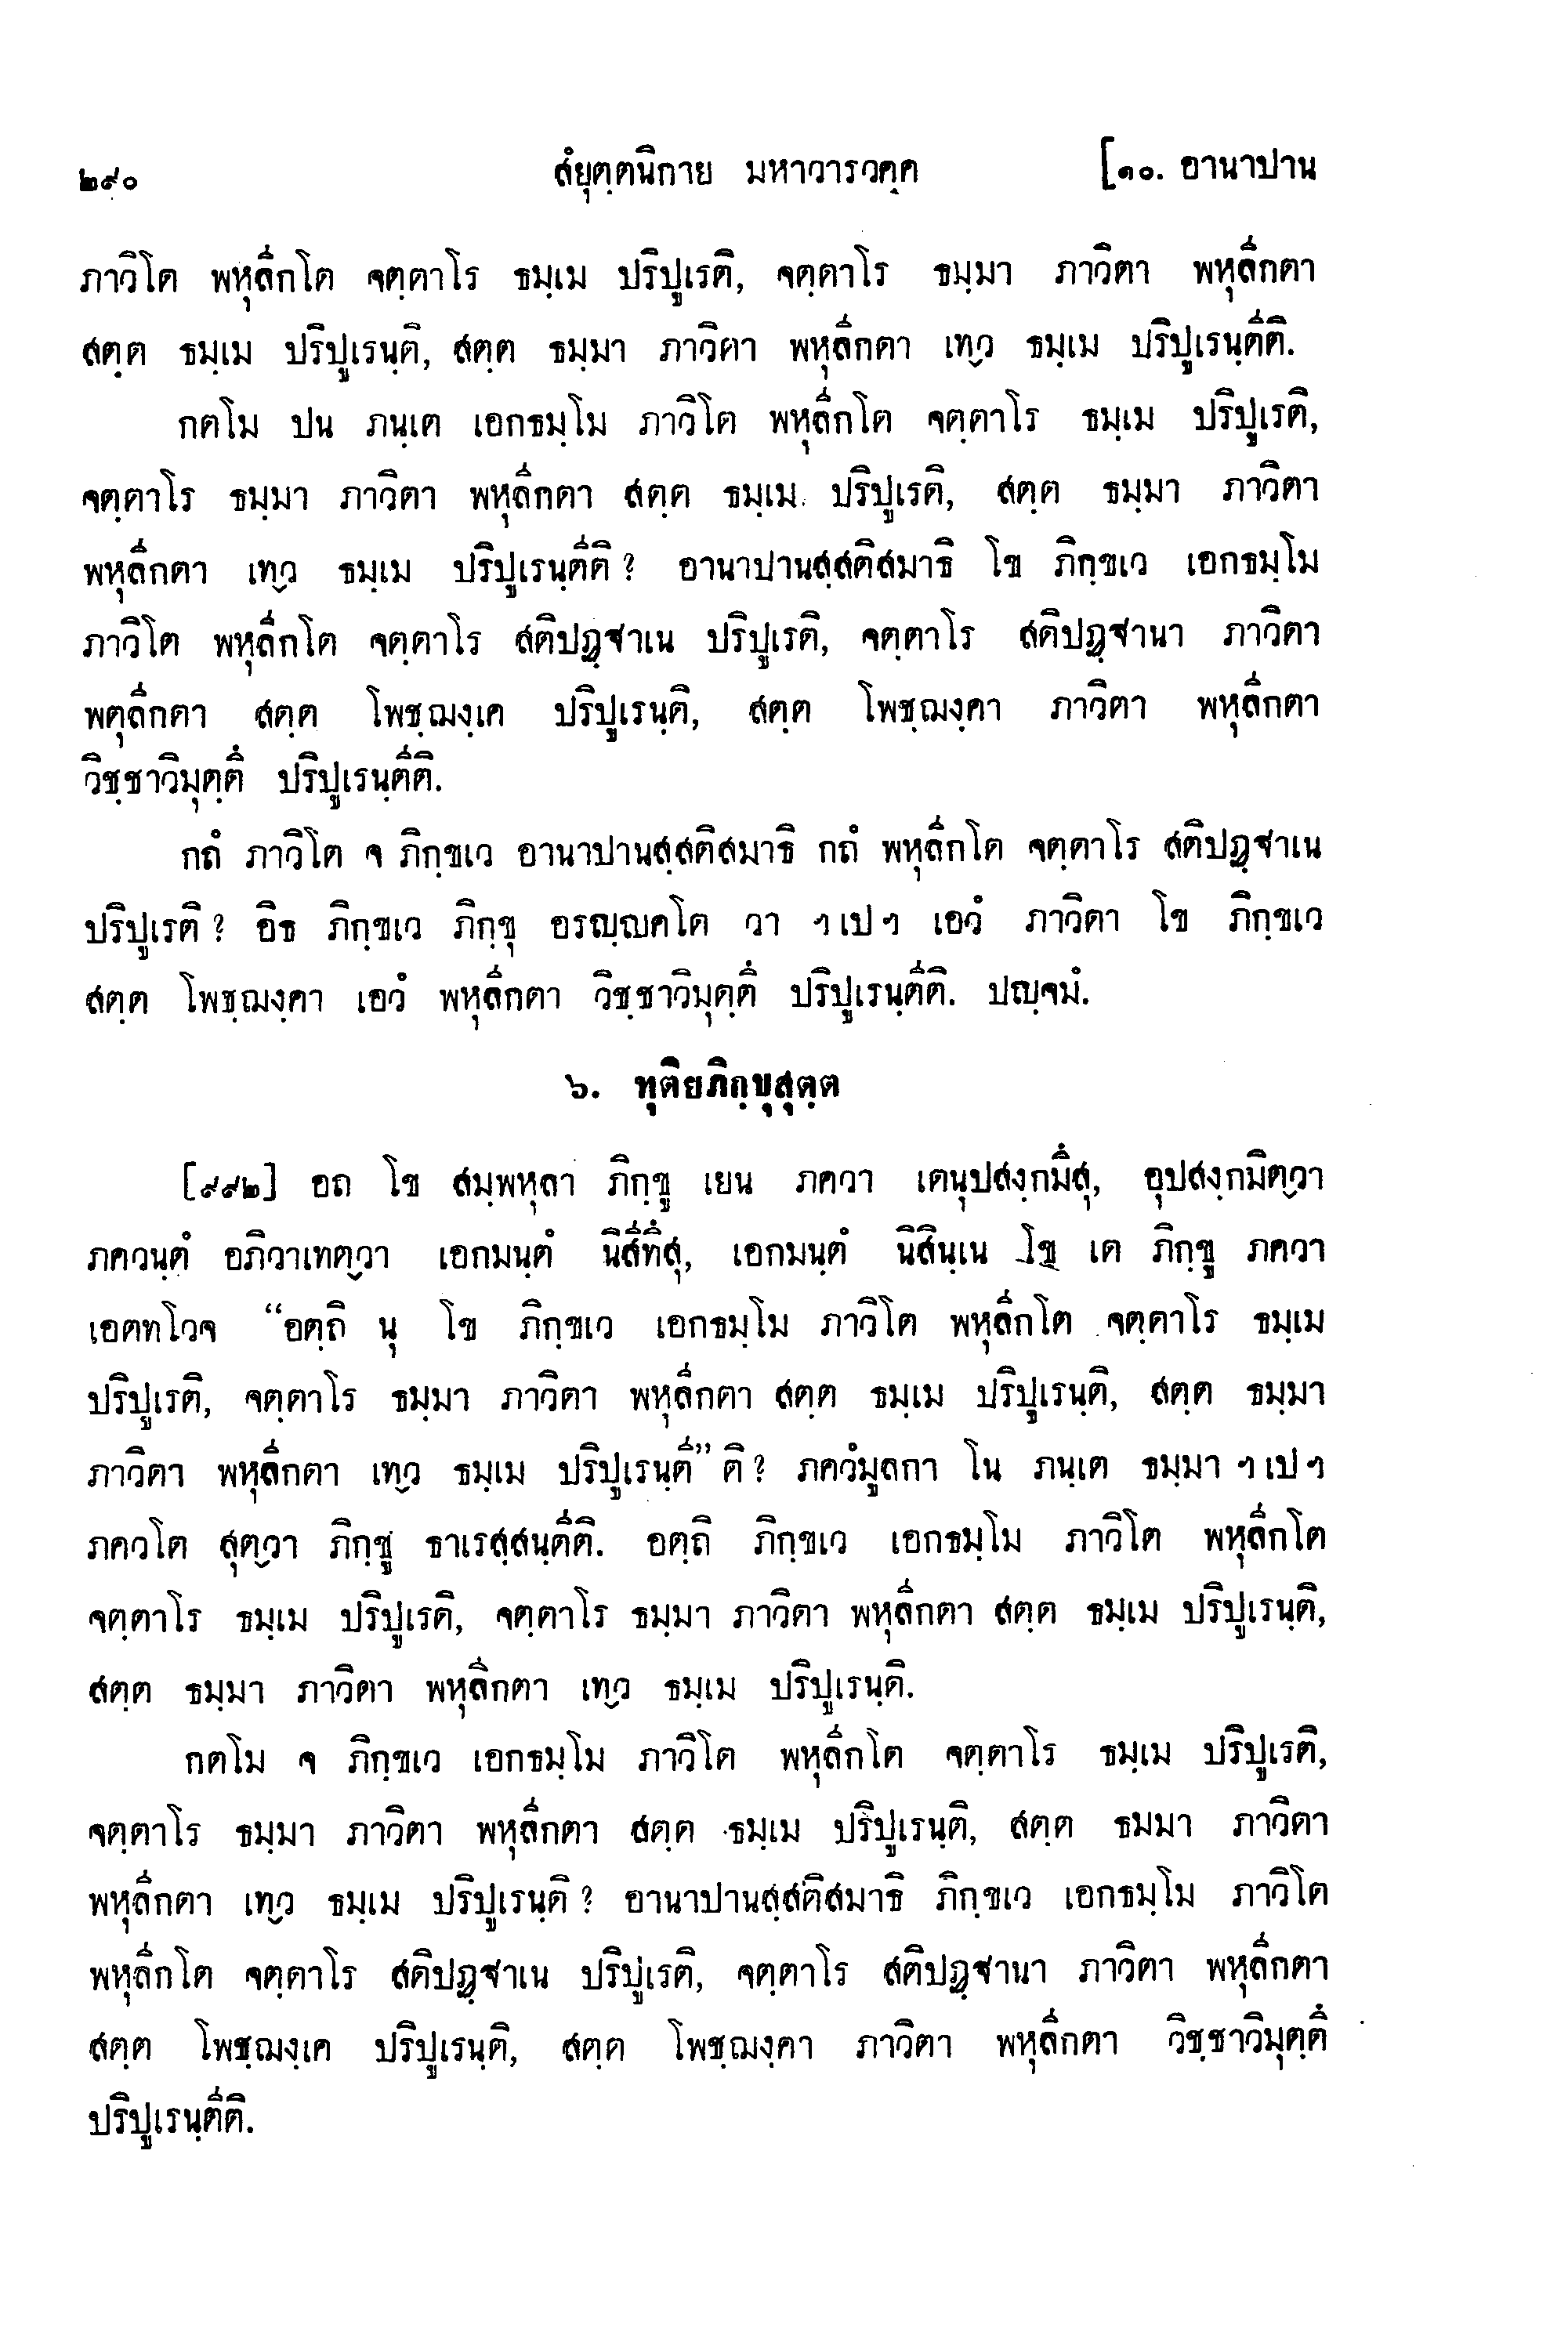 ๒๙๐ สํยุตฺตนิกาย มหาวารวคฺค [๑๐. อานาปาน
ภาวิโต พหุลีกโต จตฺตาโร ธมฺเม ปริปูเรติ, จตฺตาโร ธมฺมา ภาวิตา พหุลีกตา
สตฺต ธมฺเม ปริปูเรนฺติ, สตฺต ธมฺมา ภาวิตา พหุลีกตา เทฺว ธมฺเม ปริปูเรนฺตีติ.
กตโม ปน ภนฺเต เอกธมฺโม ภาวิโต พหุลีกโต จตฺตาโร ธมฺเม ปริปูเรติ,
จตฺตาโร ธมฺมา ภาวิตา พหุลีกตา สตฺต ธมฺเม ปริปูเรติ, สตฺต ธมฺมา ภาวิตา
พหุลีกตา เทฺว ธมฺเม ปริปูเรนฺตีติ ? อานาปานสฺสติสมาธิ โข ภิกฺขเว เอกธมฺโม
ภาวิโต พหุลีกโต จตฺตาโร สติปฏฺฐาเน ปริปูเรติ, จตฺตาโร สติปฏฺฐานา ภาวิตา
พตุลีกตา สตฺต โพชฺฌงฺเค ปริปูเรนฺติ, สตฺต โพชฺฌงฺคา ภาวิตา พหุลีกตา
วิชฺชาวิมุตฺตึ ปริปูเรนฺตีติ.
กถํ ภาวิโต จ ภิกฺขเว อานาปานสฺสติสมาธิ กถํ พหุลีกโต จตฺตาโร สติปฏฺฐาเน
ปริปูเรติ ? อิธ ภิกฺขเว ภิกฺขุ อรญฺญคโต วา ฯ เป ฯ เอวํ ภาวิตา โข ภิกฺขเว
สตฺต โพชฺฌงฺคา เอวํ พหุลีกตา วิชฺชาวิมุตฺตึ ปริปูเรนฺตีติ. ปญฺจมํ.
๖. ทุติยภิกฺขุสุตฺต
[๙๙๒] อถ โข สมฺพหุลา ภิกฺขู เยน ภควา เตนุปสงฺกมึสุ, อุปสงฺกมิตฺวา
ภควนฺตํ อภิวาเทตฺวา เอกมนฺตํ นิสีทึสุ, เอกมนฺตํ นิสินฺเน โข เต ภิกฺขู ภควา
เอตทโวจ “อตฺถิ นุ โข ภิกฺขเว เอกธมฺโม ภาวิโต พหุลีกโต จตฺตาโร ธมฺเม
ปริปูเรติ, จตฺตาโร ธมฺมา ภาวิตา พหุลีกตา สตฺต ธมฺเม ปริปูเรนฺติ, สตฺต ธมฺมา
ภาวิตา พหุลีกตา เทฺว ธมฺเม ปริปูเรนฺตี” ติ ? ภควํมูลกา โน ภนฺเต ธมฺมา ฯ เป ฯ
ภควโต สุตฺวา ภิกฺขู ธาเรสฺสนฺตีติ. อตฺถิ ภิกฺขเว เอกธมฺโม ภาวิโต พหุลีกโต
จตฺตาโร ธมฺเม ปริปูเรติ, จตฺตาโร ธมฺมา ภาวิตา พหุลีกตา สตฺต ธมฺเม ปริปูเรนฺติ,
สตฺต ธมฺมา ภาวิตา พหุลีกตา เทฺว ธมฺเม ปริปูเรนฺติ.
กตโม จ ภิกฺขเว เอกธมฺโม ภาวิโต พหุลีกโต จตฺตาโร ธมฺเม ปริปูเรติ,
จตฺตาโร ธมฺมา ภาวิตา พหุลีกตา สตฺต ธมฺเม ปริปูเรนฺติ, สตฺต ธมมา ภาวิตา
พหุลีกตา เทฺว ธมฺเม ปริปูเรนฺติ ? อานาปานสฺสติสมาธิ ภิกฺขเว เอกธมฺโม ภาวิโต
พหุลีกโต จตฺตาโร สติปฏฺฐาเน ปริปูเรติ, จตฺตาโร สติปฏฺฐานา ภาวิตา พหุลีกตา
สตฺต โพชฺฌงฺเค ปริปูเรนฺติ, สตฺต โพชฺฌงฺคา ภาวิตา พหุลีกตา วิชฺชาวิมุตฺตึ
ปริปูเรนฺตีติ.